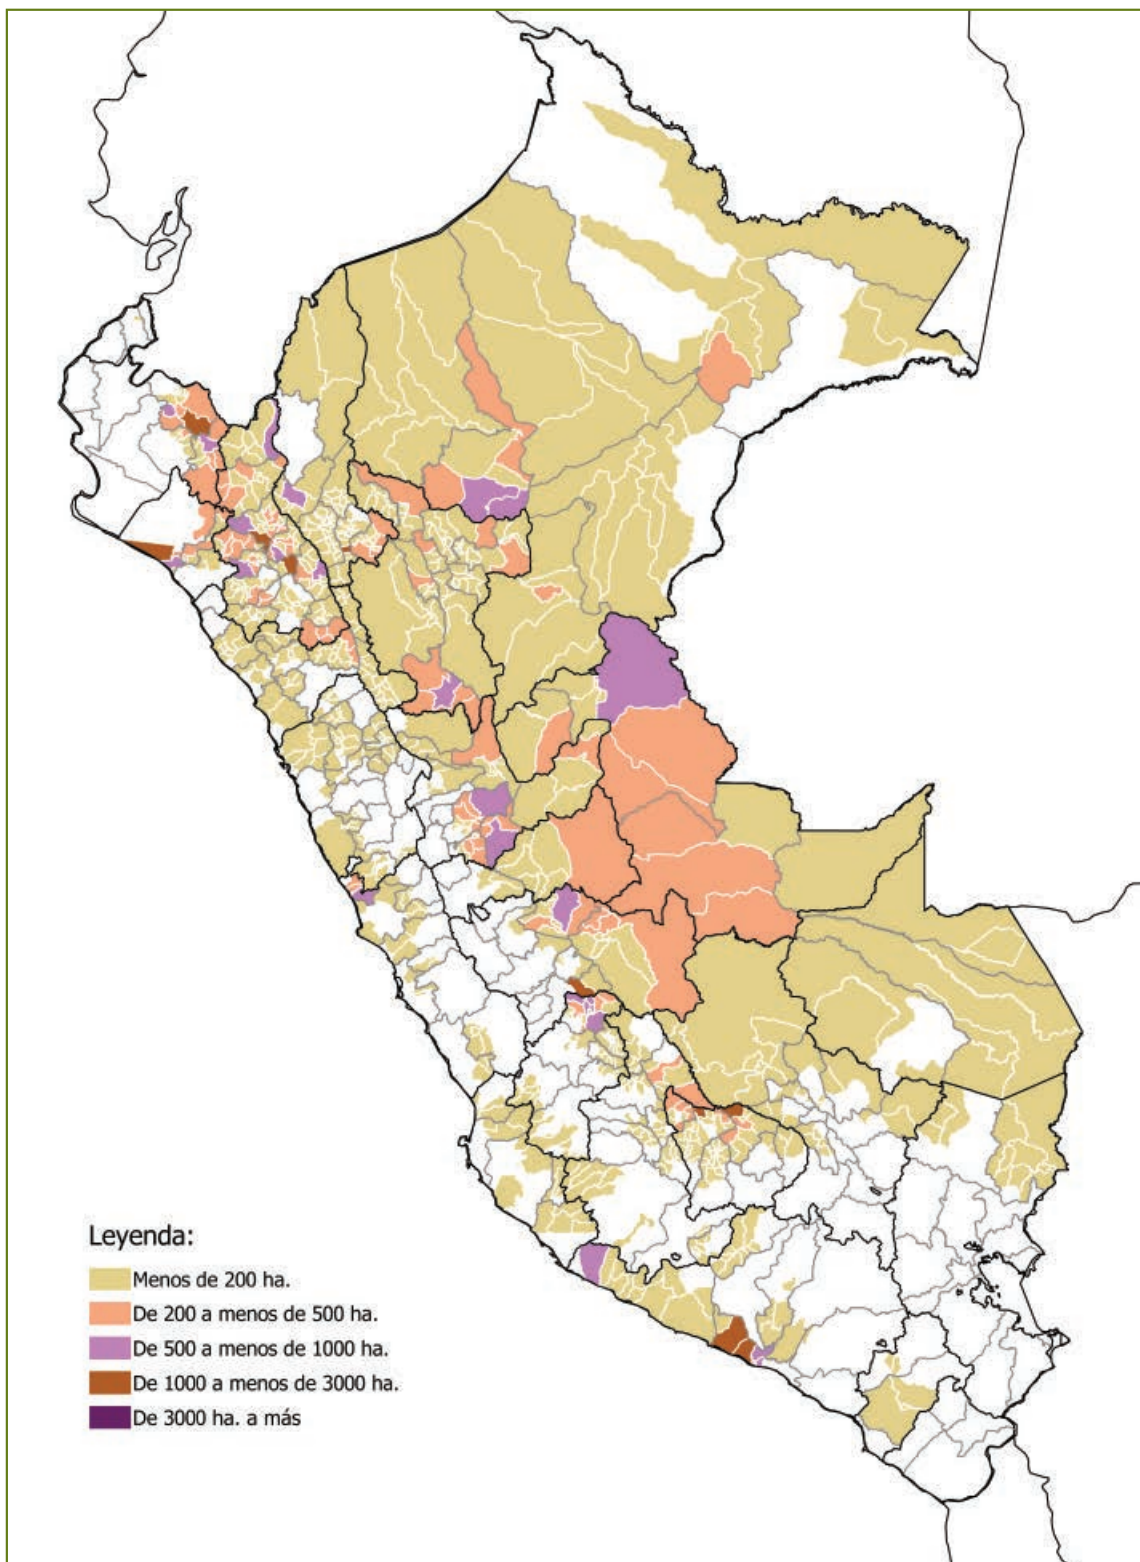 Leyenda:
Menos de 200 ha.
De 200 a menos de 500 ha.
De 500 a menos de 1000 ha.
De 1000 a menos de 3000 ha.
De 3000 ha. a más